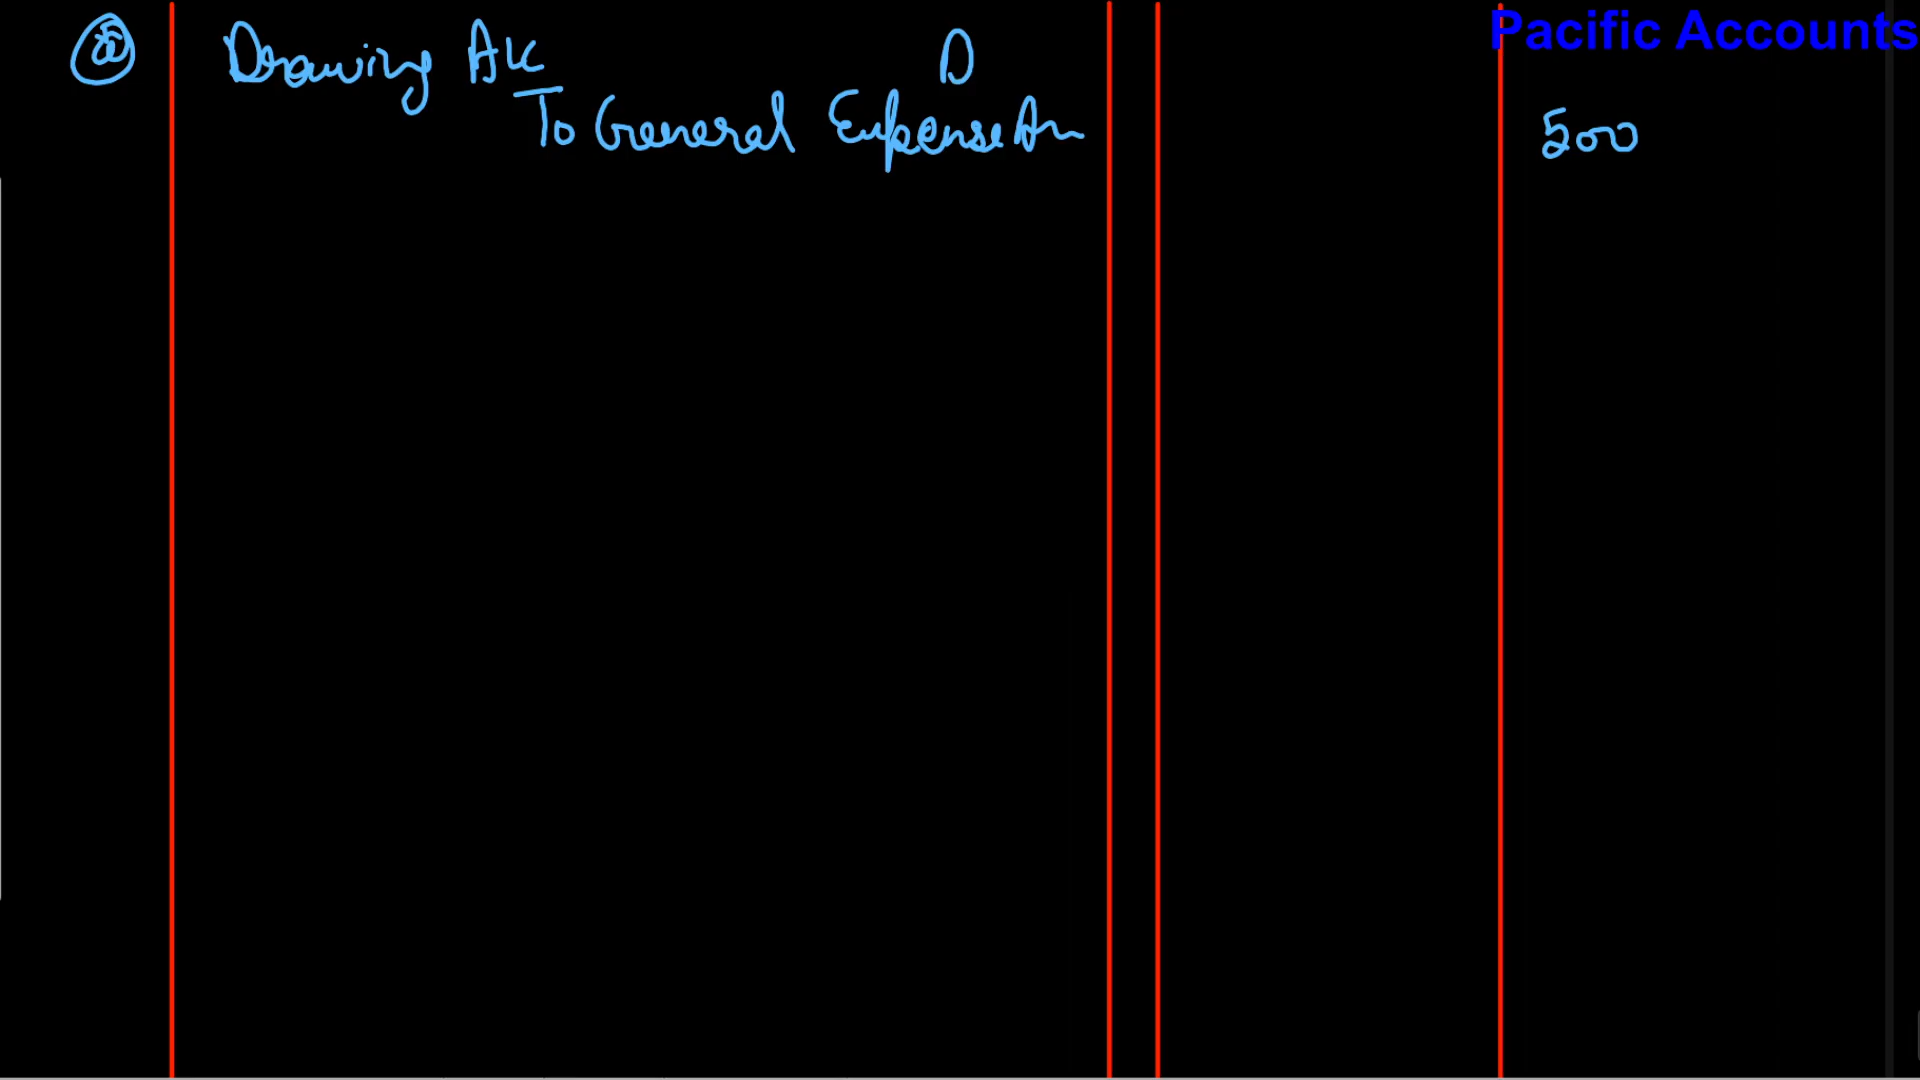 Pacific Accounts
Drawing A/c D
To General Expense A/c 500